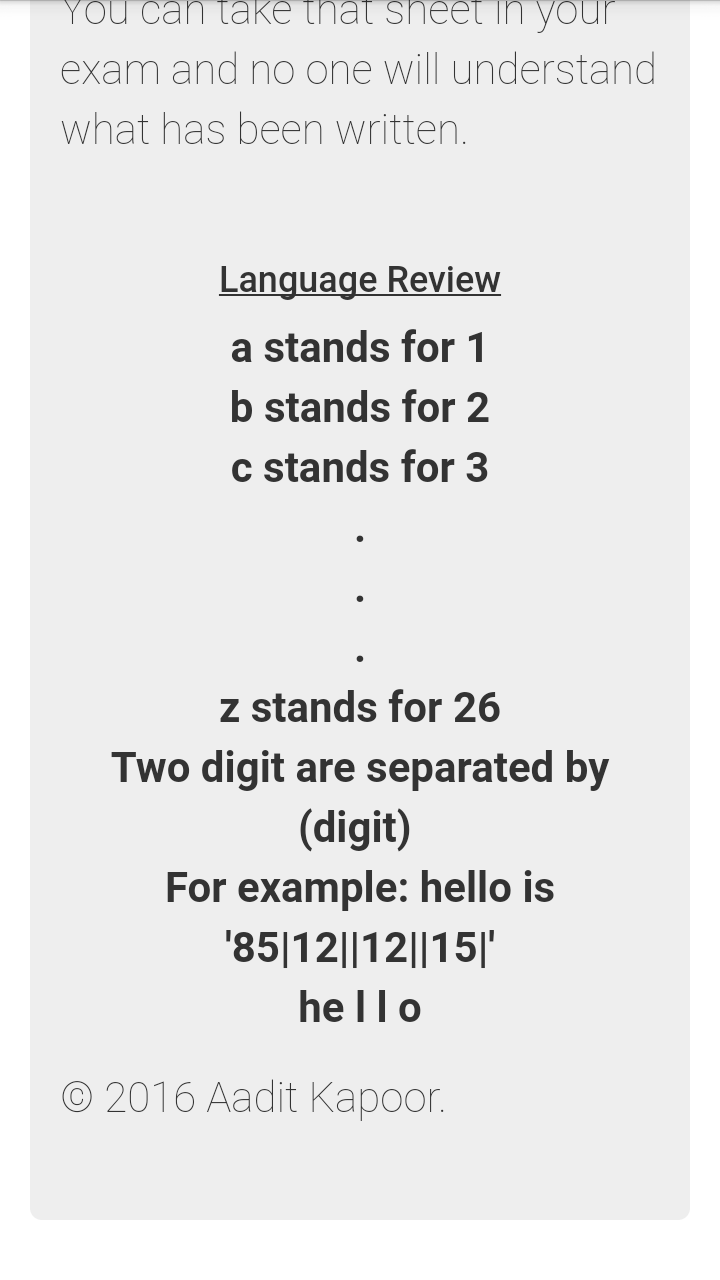 You can take that sheet in your
exam and no one will understand
what has been written.
Language Review
a stands for 1
b stands for 2
c stands for 3
.
.
.
z stands for 26
Two digit are separated by
(digit)
For example: hello is
'85|12||12||15|'
he l l o
© 2016 Aadit Kapoor.